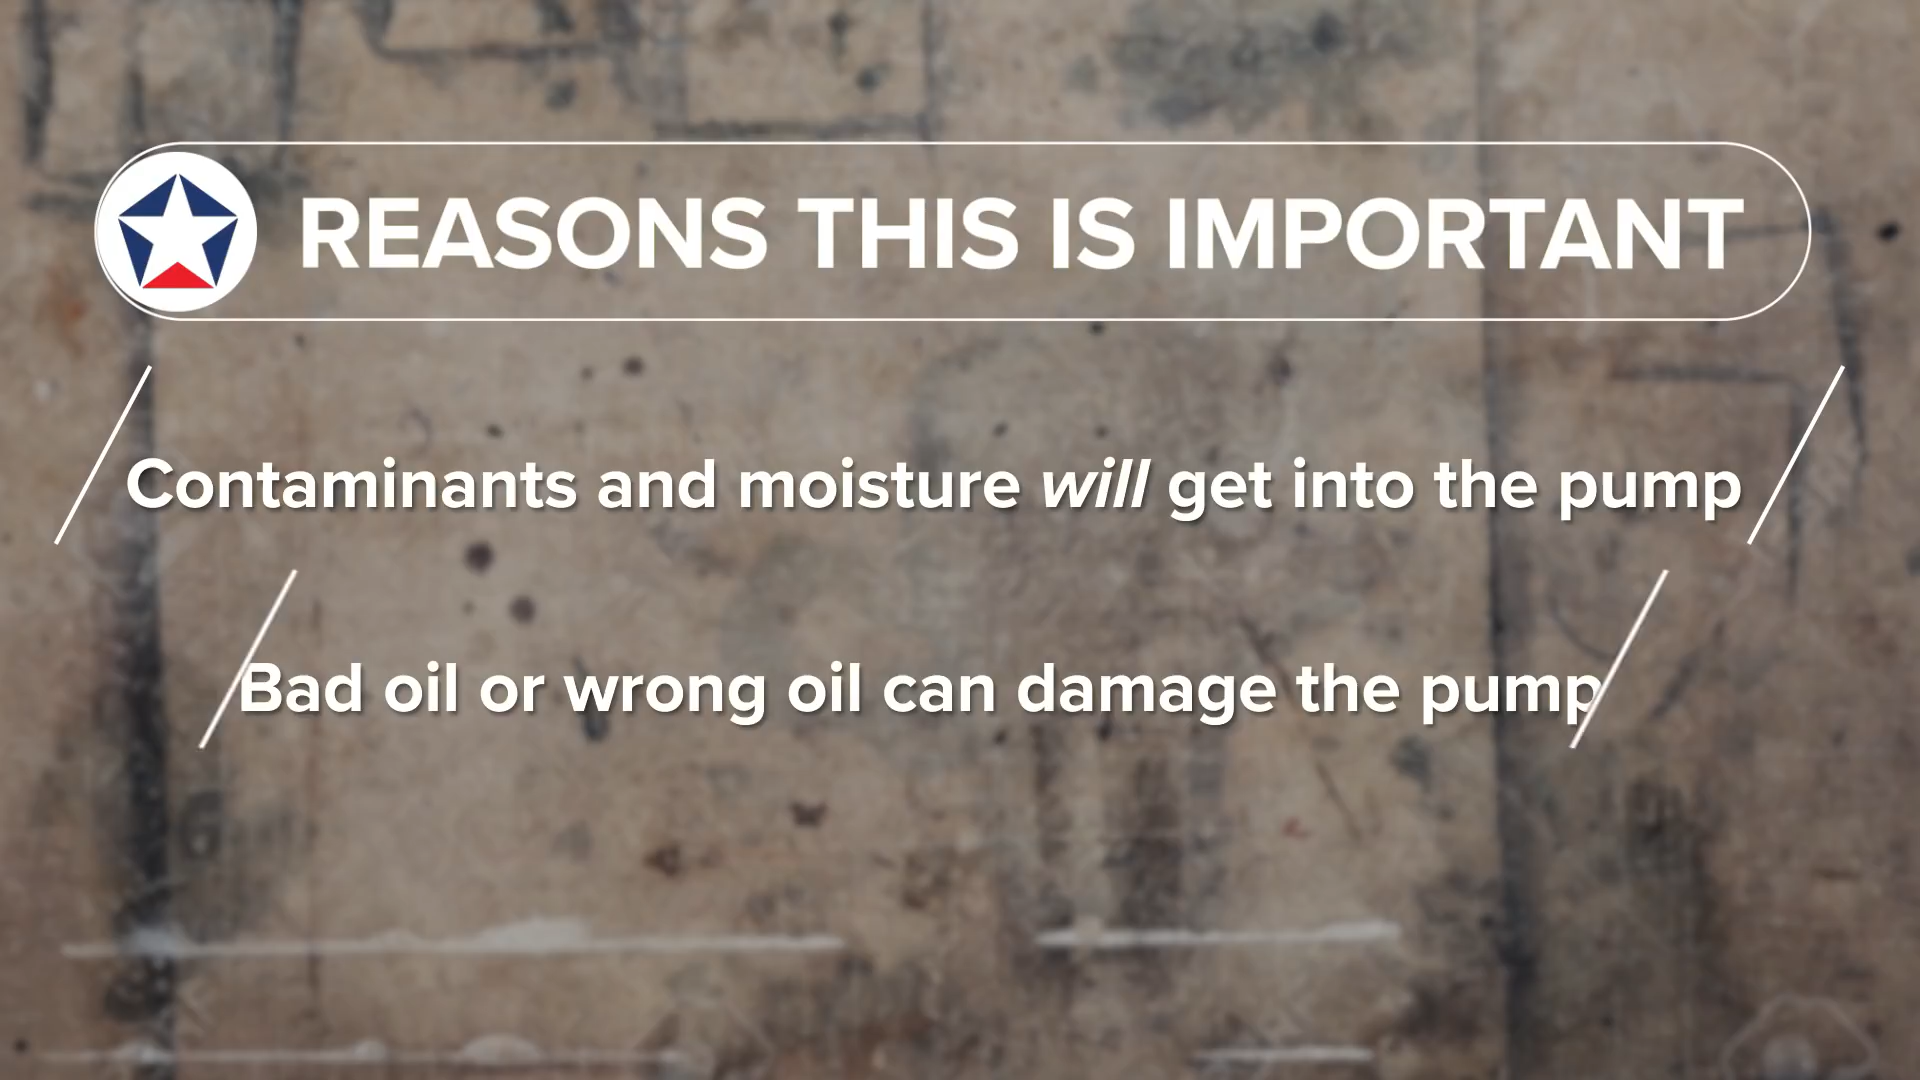 REASONS THIS IS IMPORTANT
Contaminants and moisture will get into the pump
Bad oil or wrong oil can damage the pump